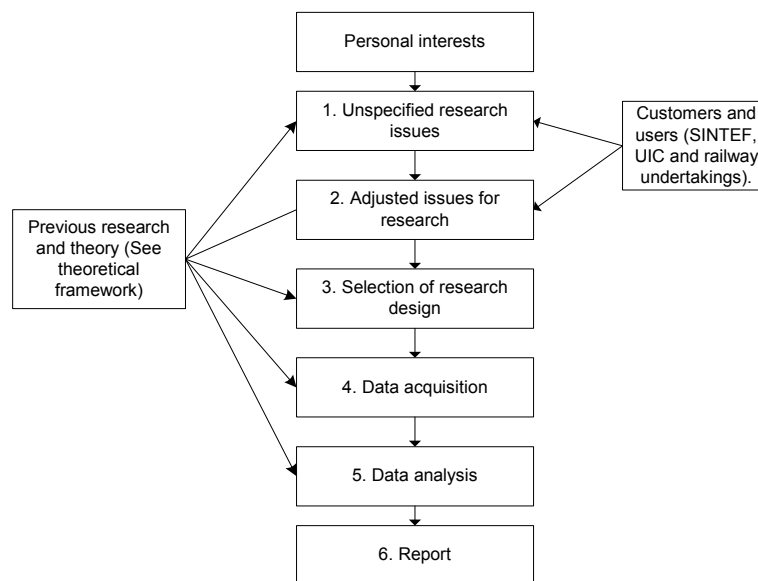 Personal interests
1. Unspecified research
issues
Customers and
users (SINTEF,
UIC and railway
undertakings).
2. Adjusted issues for
research
Previous research
and theory (See
theoretical
framework)
3. Selection of research
design
4. Data acquisition
5. Data analysis
6. Report